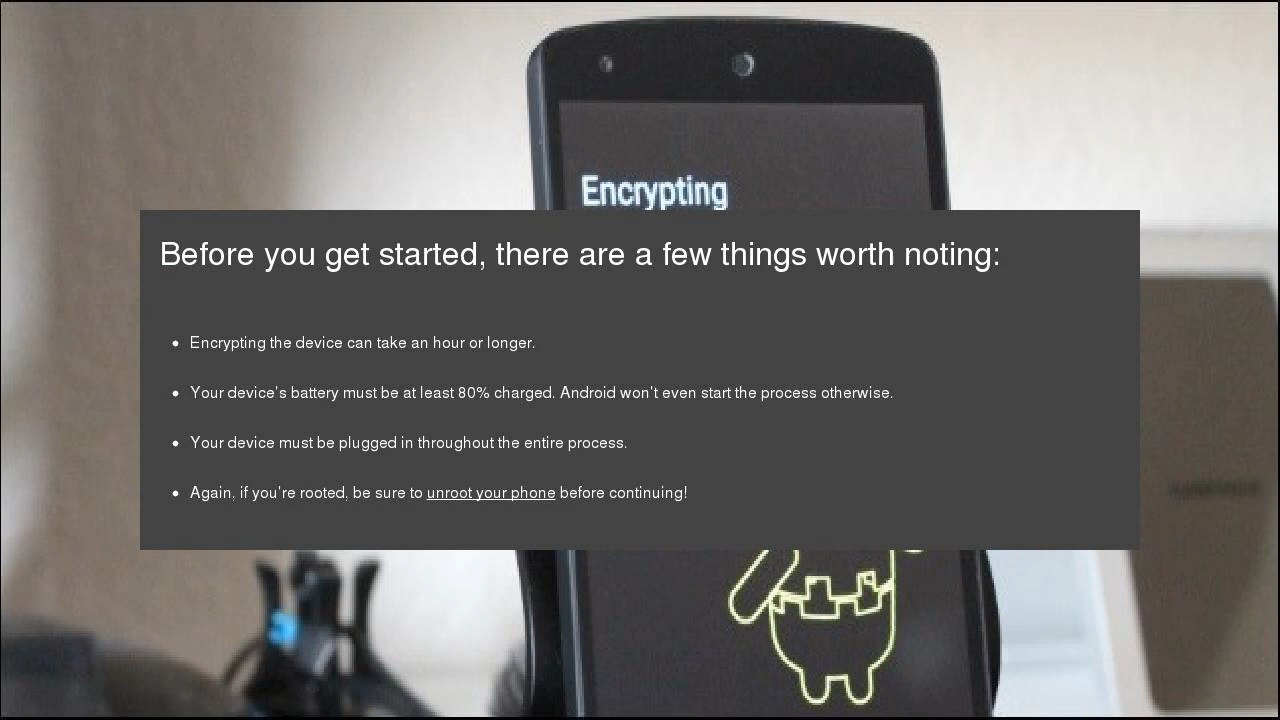 Encrypting
Before you get started, there are a few things worth noting:
• Encrypting the device can take an hour or longer.
• Your device's battery must be at least 80% charged. Android won't even start the process otherwise.
• Your device must be plugged in throughout the entire process.
• Again, if you're rooted, be sure to unroot your phone before continuing!